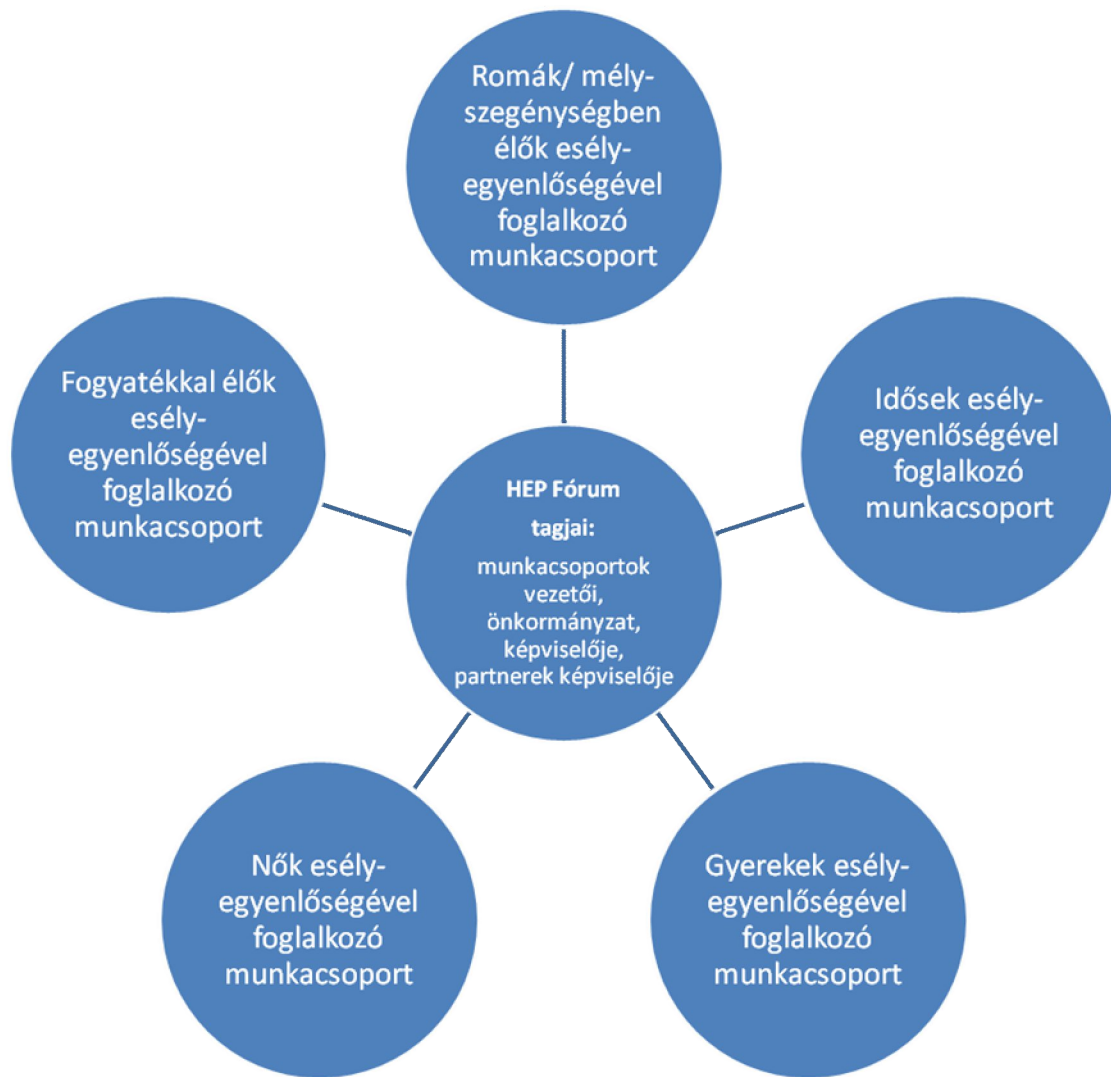 Romák/ mély-
szegénységben
élők esély-
egyenlőségével
foglalkozó
munkacsoport
Fogyatékkal élők
esély-
egyenlőségével
foglalkozó
munkacsoport
Idősek esély-
egyenlőségével
foglalkozó
munkacsoport
HEP Fórum
tagjai:
munkacsoportok
vezetői,
önkormányzat,
képviselője,
partnerek képviselője
Nők esély-
egyenlőségével
foglalkozó
munkacsoport
Gyerekek esély-
egyenlőségével
foglalkozó
munkacsoport